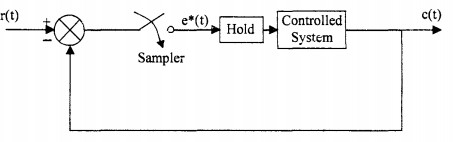 r(t)
+
−
Sampler
e*(t)
Hold
Controlled
System
c(t)